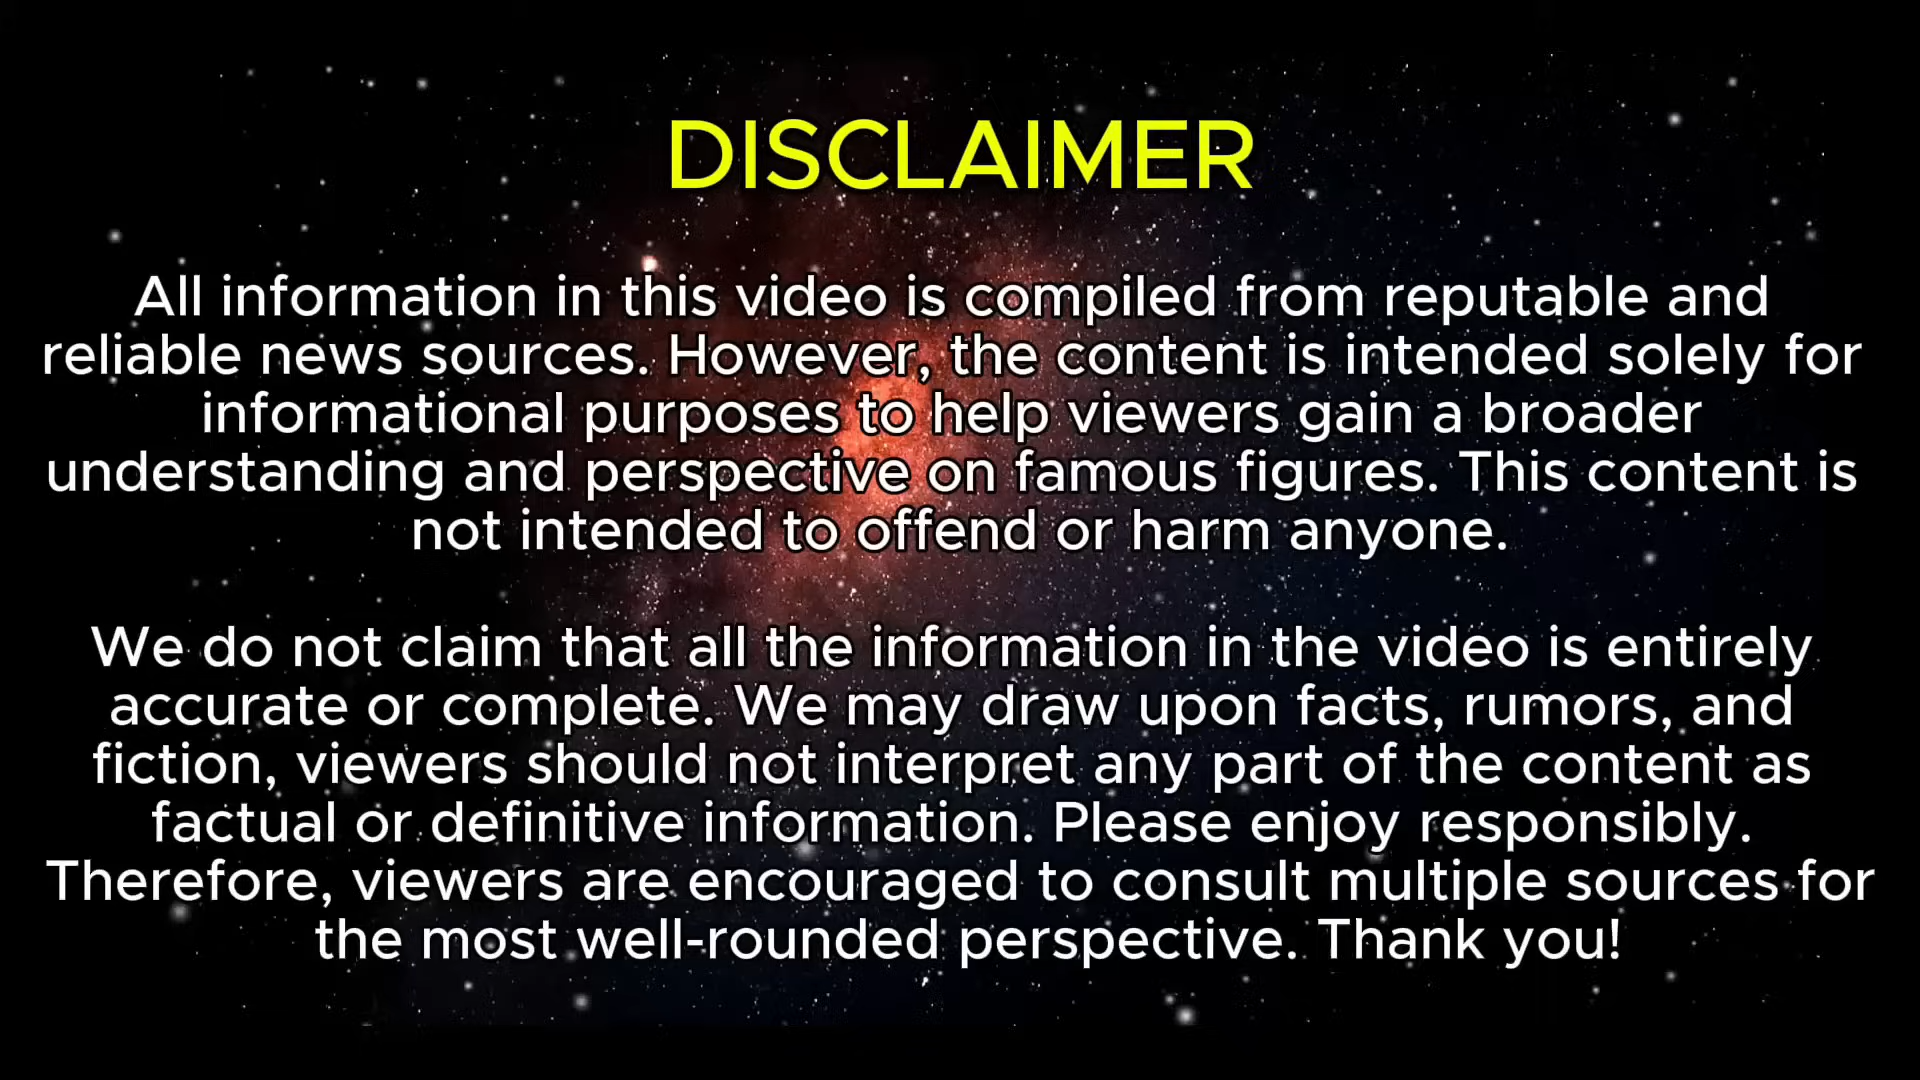 DISCLAIMER
All information in this video is compiled from reputable and
reliable news sources. However, the content is intended solely for
informational purposes to help viewers gain a broader
understanding and perspective on famous figures. This content is
not intended to offend or harm anyone.
We do not claim that all the information in the video is entirely
accurate or complete. We may draw upon facts, rumors, and
fiction, viewers should not interpret any part of the content as
factual or definitive information. Please enjoy responsibly.
Therefore, viewers are encouraged to consult multiple sources for
the most well-rounded perspective. Thank you!